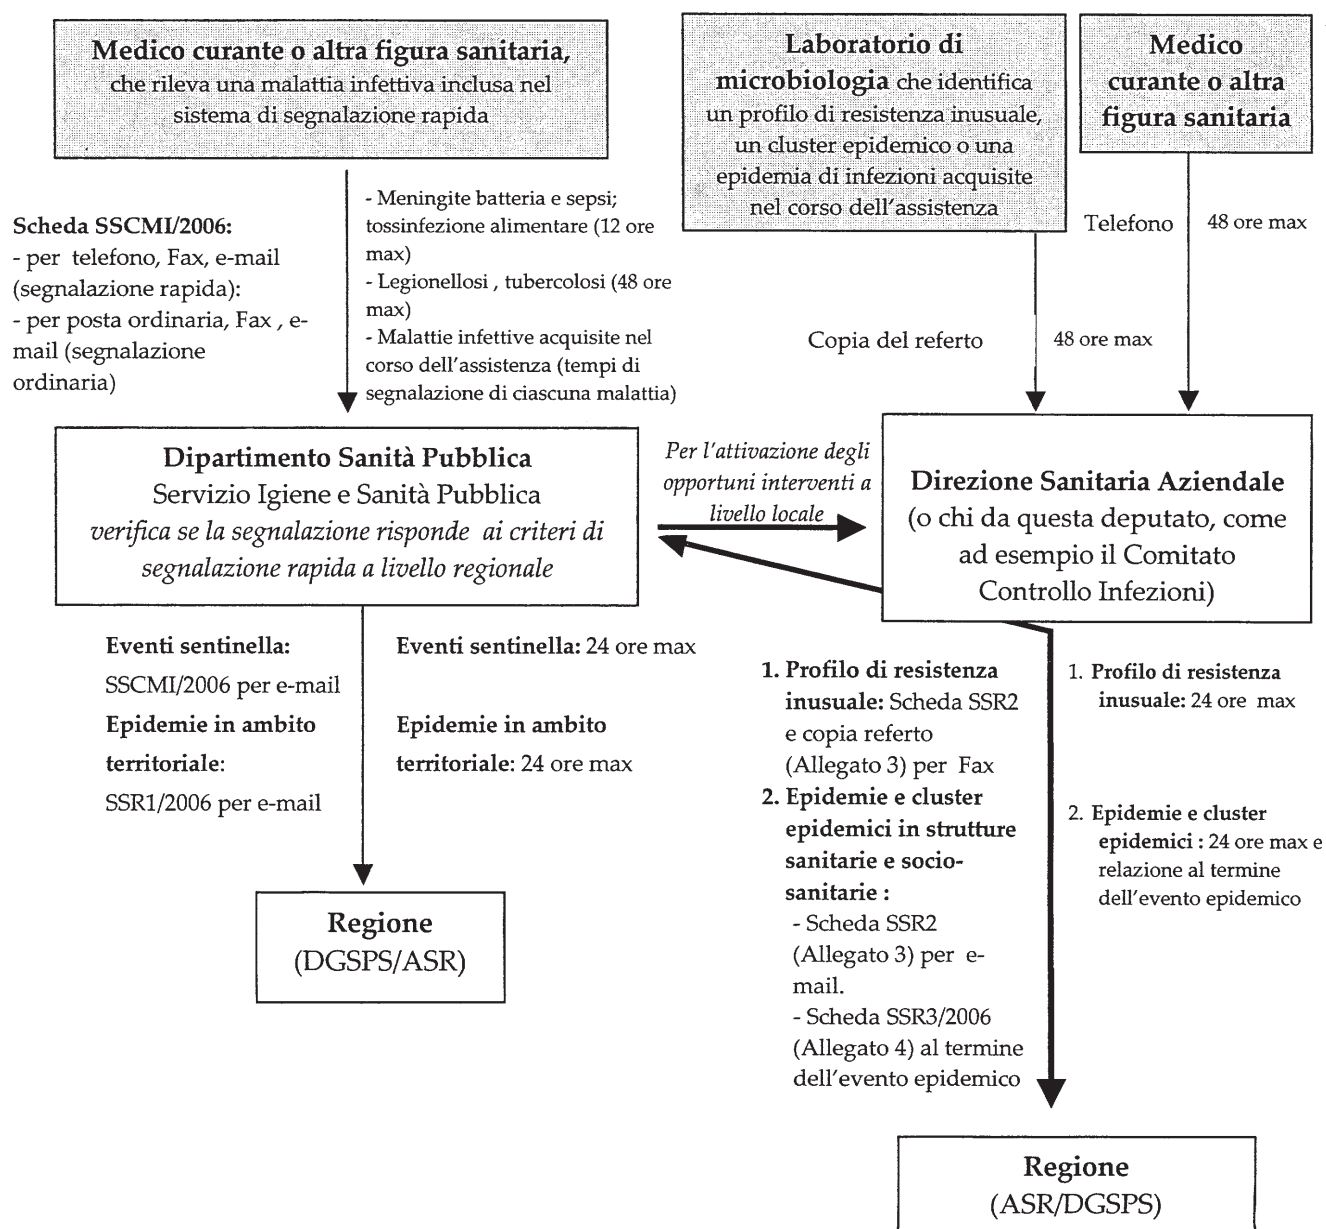 Medico curante o altra figura sanitaria,
che rileva una malattia infettiva inclusa nel
sistema di segnalazione rapida
Laboratorio di
microbiologia che identifica
un profilo di resistenza inusuale,
un cluster epidemico o una
epidemia di infezioni acquisite
nel corso dell'assistenza
Medico
curante o altra
figura sanitaria
Scheda SSCMI/2006:
- per telefono, Fax, e-mail
(segnalazione rapida):
- per posta ordinaria, Fax , e-
mail (segnalazione
ordinaria)
- Meningite batteria e sepsi;
tossinfezione alimentare (12 ore
max)
- Legionellosi , tubercolosi (48 ore
max)
- Malattie infettive acquisite nel
corso dell'assistenza (tempi di
segnalazione di ciascuna malattia)
Telefono
48 ore max
Copia del referto
48 ore max
Dipartimento Sanità Pubblica
Servizio Igiene e Sanità Pubblica
verifica se la segnalazione risponde ai criteri di
segnalazione rapida a livello regionale
Per l'attivazione degli
opportuni interventi a
livello locale
Direzione Sanitaria Aziendale
(o chi da questa deputato, come
ad esempio il Comitato
Controllo Infezioni)
Eventi sentinella:
SSCMI/2006 per e-mail
Epidemie in ambito
territoriale:
SSR1/2006 per e-mail
Eventi sentinella: 24 ore max
Epidemie in ambito
territoriale: 24 ore max
1. Profilo di resistenza
inusuale: Scheda SSR2
e copia referto
(Allegato 3) per Fax
2. Epidemie e cluster
epidemici in strutture
sanitarie e socio-
sanitarie :
- Scheda SSR2
(Allegato 3) per e-
mail.
- Scheda SSR3/2006
(Allegato 4) al termine
dell'evento epidemico
1. Profilo di resistenza
inusuale: 24 ore max
2. Epidemie e cluster
epidemici : 24 ore max e
relazione al termine
dell'evento epidemico
Regione
(DGSPS/ASR)
Regione
(ASR/DGSPS)